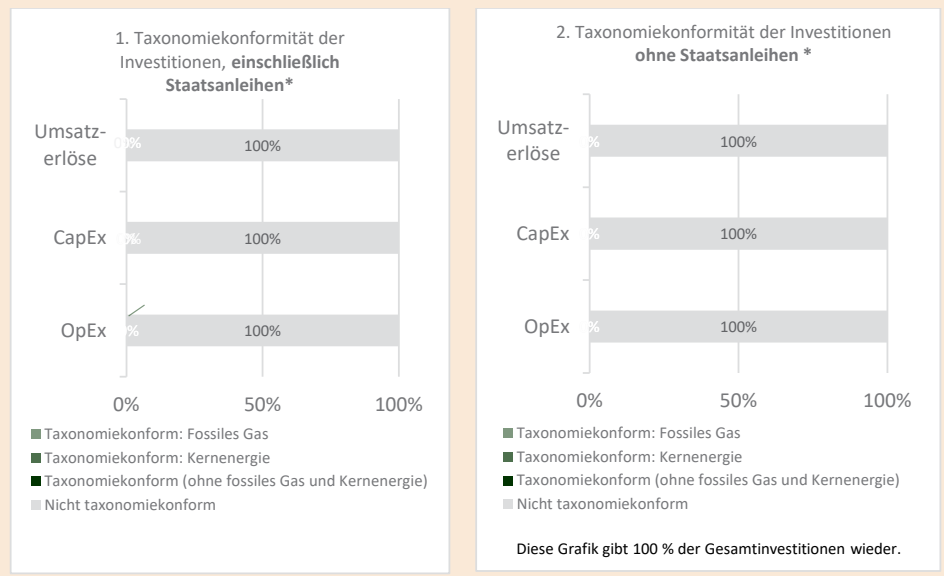 1. Taxonomiekonformität der
Investitionen, einschließlich
Staatsanleihen*
Umsatz-
erlöse
100%
CapEx
100%
OpEx
100%
0%
50%
100%
Taxonomiekonform: Fossiles Gas
Taxonomiekonform: Kernenergie
Taxonomiekonform (ohne fossiles Gas und Kernenergie)
Nicht taxonomiekonform
2. Taxonomiekonformität der Investitionen
ohne Staatsanleihen *
Umsatz-
erlöse
100%
CapEx
100%
OpEx
100%
0%
50%
100%
Taxonomiekonform: Fossiles Gas
Taxonomiekonform: Kernenergie
Taxonomiekonform (ohne fossiles Gas und Kernenergie)
Nicht taxonomiekonform
Diese Grafik gibt 100 % der Gesamtinvestitionen wieder.